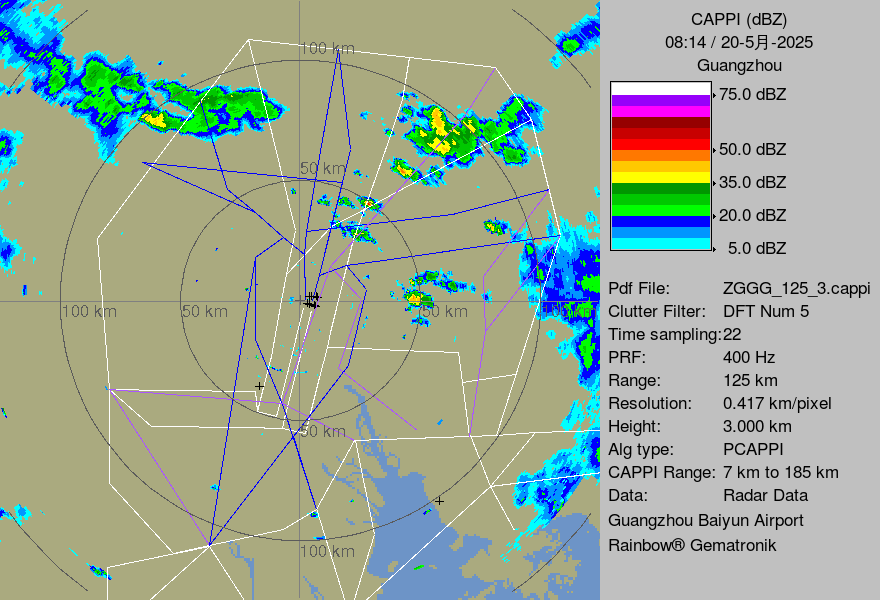 CAPPI (dBZ)
08:14 / 20-5月-2025
Guangzhou
75.0 dBZ
50.0 dBZ
35.0 dBZ
20.0 dBZ
5.0 dBZ
Pdf File: ZGGG_125_3.cappi
Clutter Filter: DFT Num 5
Time sampling:22
PRF: 400 Hz
Range: 125 km
Resolution: 0.417 km/pixel
Height: 3.000 km
Alg type: PCAPPI
CAPPI Range: 7 km to 185 km
Data: Radar Data
Guangzhou Baiyun Airport
Rainbow® Gematronik
100 km
50 km
100 km
50 km
50 km
100 km
50 km
100 km